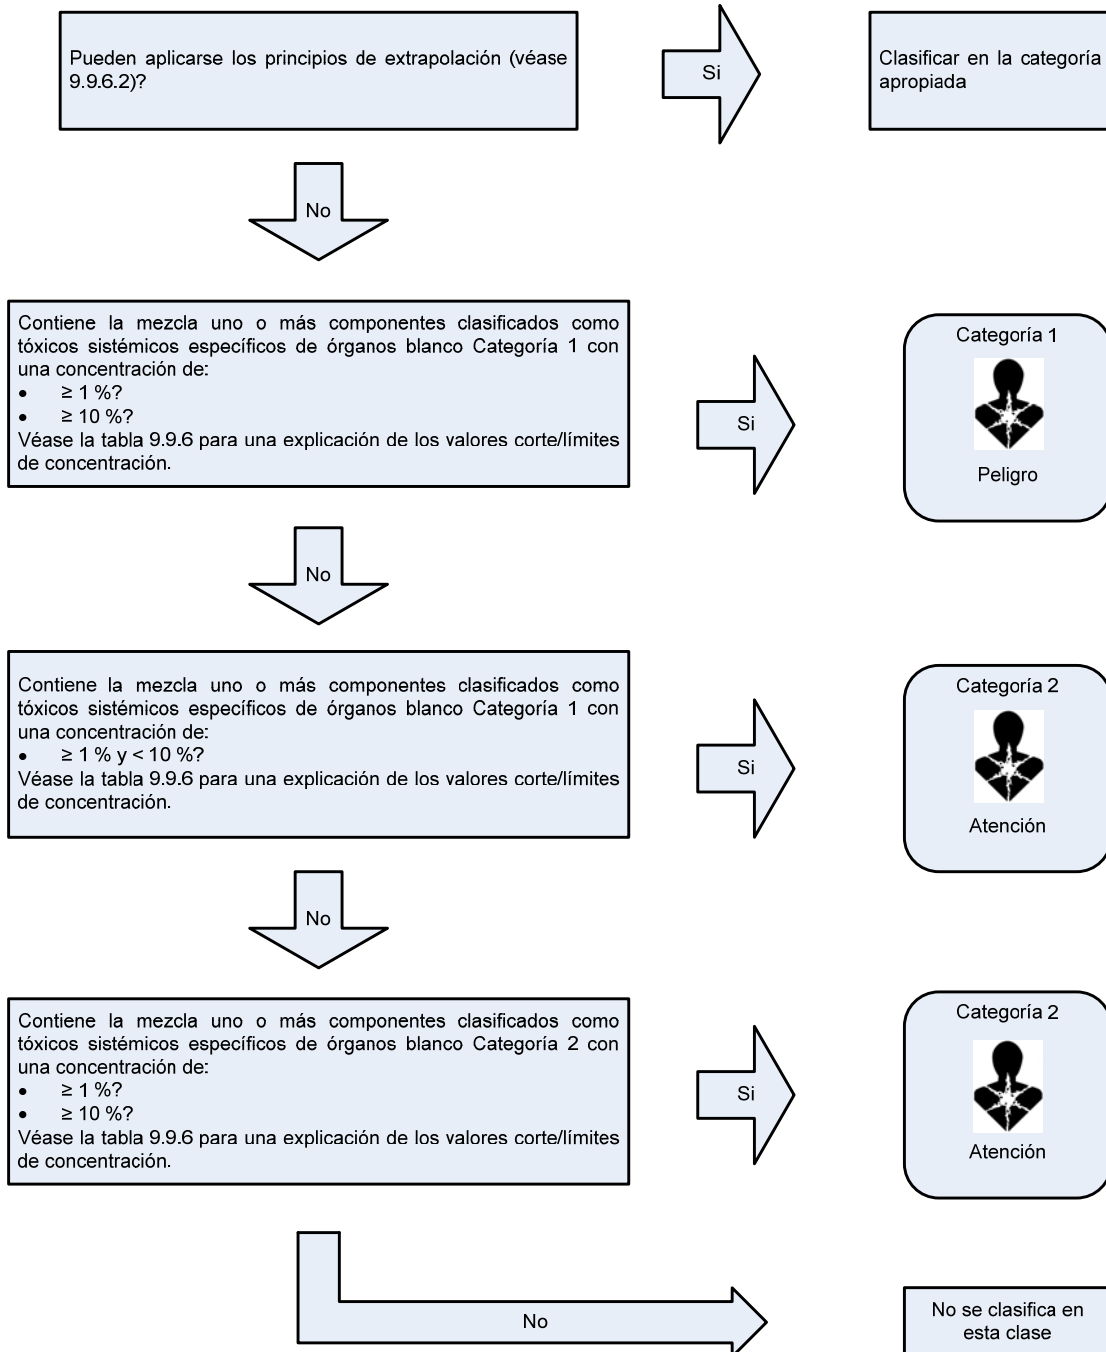 Pueden aplicarse los principios de extrapolación (véase
9.9.6.2)?
Si
Clasificar en la categoría
apropiada
No
Contiene la mezcla uno o más componentes clasificados como
tóxicos sistémicos específicos de órganos blanco Categoría 1 con
una concentración de:
• ≥ 1 %?
• ≥ 10 %?
Véase la tabla 9.9.6 para una explicación de los valores corte/límites
de concentración.
Si
Categoría 1
Peligro
No
Contiene la mezcla uno o más componentes clasificados como
tóxicos sistémicos específicos de órganos blanco Categoría 1 con
una concentración de:
• ≥ 1 % y < 10 %?
Véase la tabla 9.9.6 para una explicación de los valores corte/límites
de concentración.
Si
Categoría 2
Atención
No
Contiene la mezcla uno o más componentes clasificados como
tóxicos sistémicos específicos de órganos blanco Categoría 2 con
una concentración de:
• ≥ 1 %?
• ≥ 10 %?
Véase la tabla 9.9.6 para una explicación de los valores corte/límites
de concentración.
Si
Categoría 2
Atención
No
No se clasifica en
esta clase